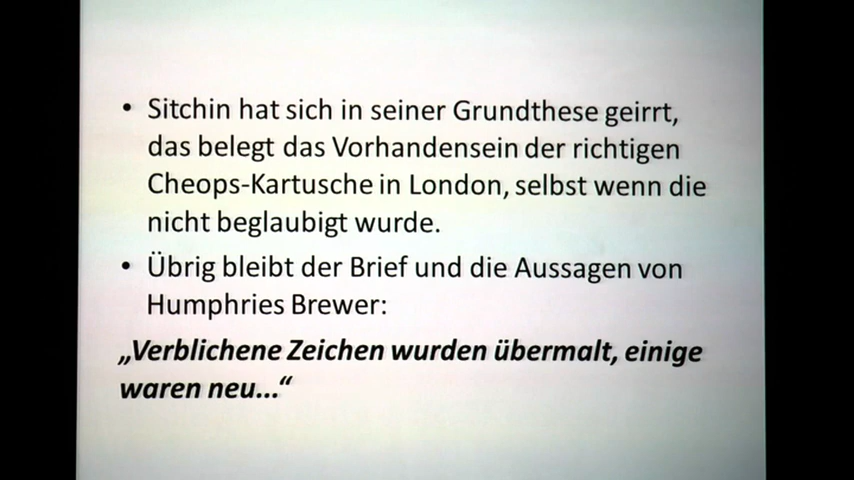 • Sitchin hat sich in seiner Grundthese geirrt,
das belegt das Vorhandensein der richtigen
Cheops-Kartusche in London, selbst wenn die
nicht beglaubigt wurde.
• Übrig bleibt der Brief und die Aussagen von
Humphries Brewer:
„Verblichene Zeichen wurden übermalt, einige
waren neu...“